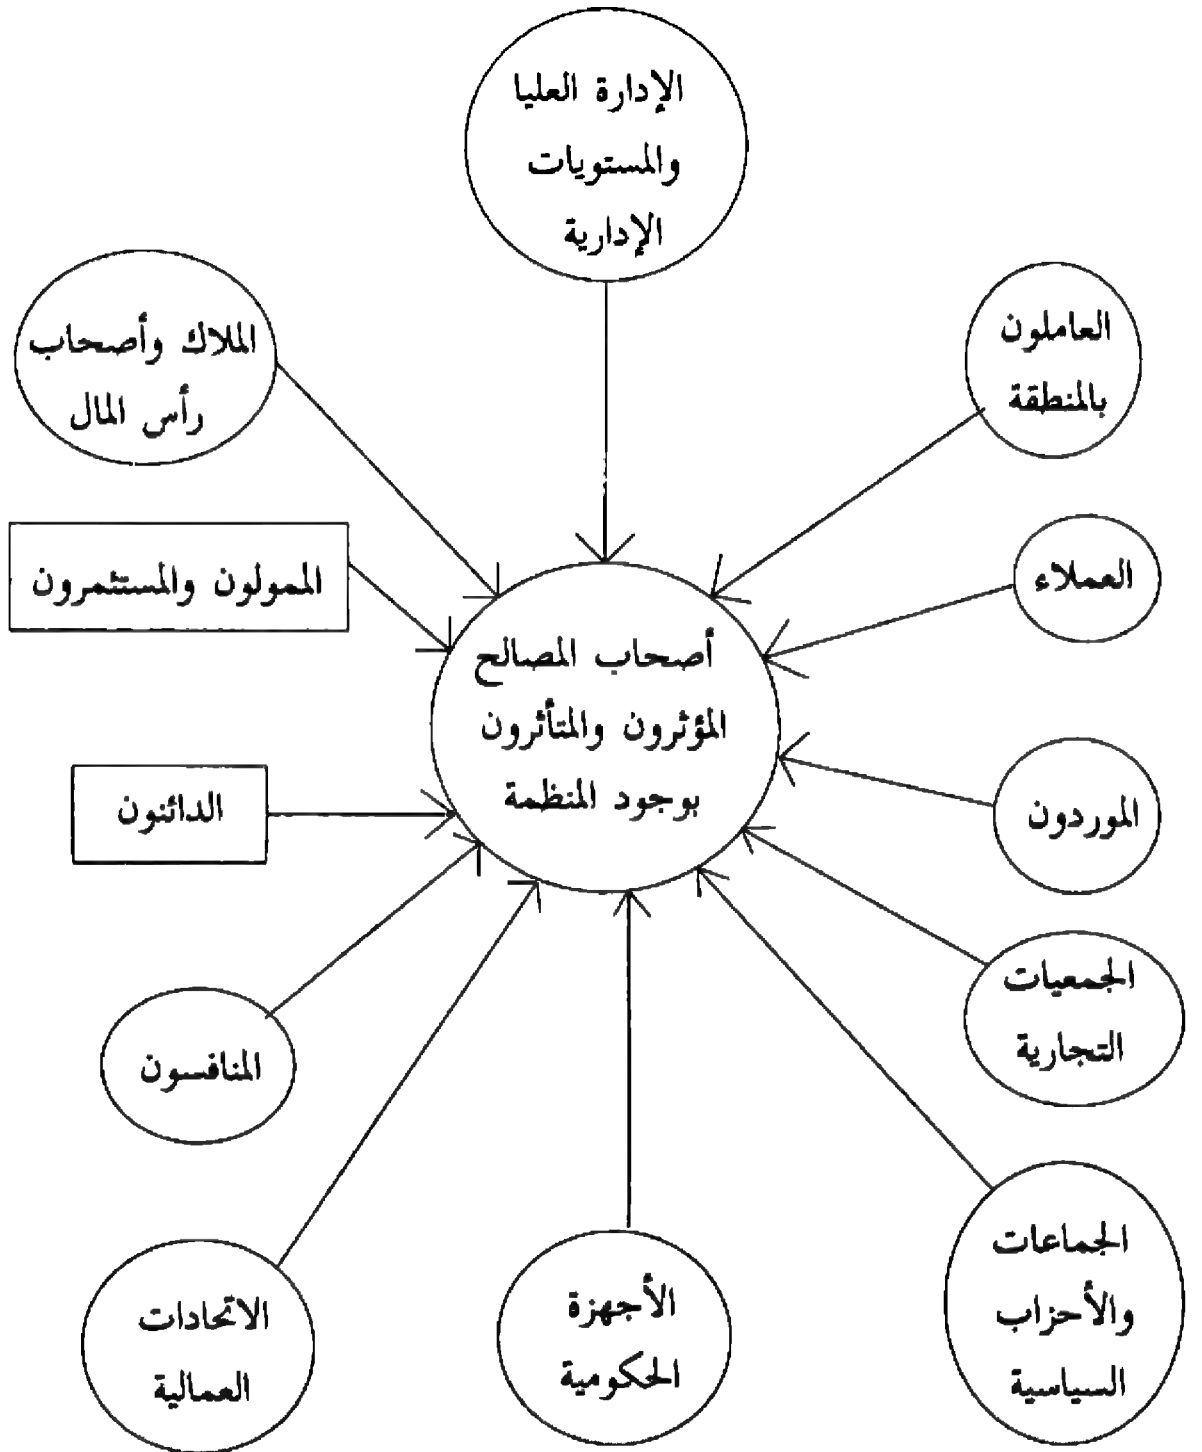 الإدارة العليا
والمستويات
الإدارية
العاملون
بالمنطقة
الملاك وأصحاب
رأس المال
العملاء
الممولون والمستثمرون
أصحاب المصالح
المؤثرون والمتأثرون
بوجود المنظمة
الموردون
الدائنون
الجمعيات
التجارية
المنافسون
الجماعات
والأحزاب
السياسية
الأجهزة
الحكومية
الاتحادات
العمالية